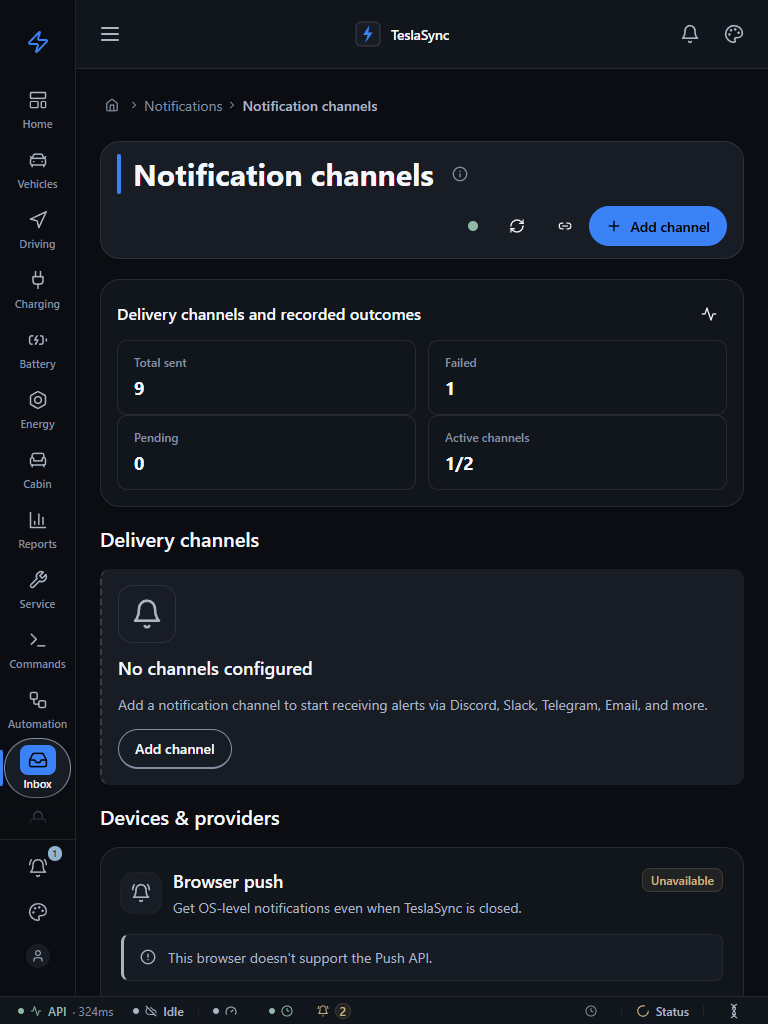 TeslaSync
Home
Vehicles
Driving
Charging
Battery
Energy
Cabin
Reports
Service
Commands
Automation
Inbox
1
Notifications
Notification channels
Notification channels
Add channel
Delivery channels and recorded outcomes
Total sent
9
Failed
1
Pending
0
Active channels
1/2
Delivery channels
No channels configured
Add a notification channel to start receiving alerts via Discord, Slack, Telegram, Email, and more.
Add channel
Devices & providers
Browser push
Unavailable
Get OS-level notifications even when TeslaSync is closed.
This browser doesn't support the Push API.
API · 324ms
Idle
2
Status